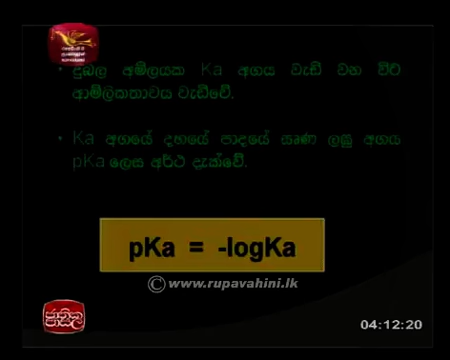 • දුබල අම්ලයක Ka අගය වැඩි වන විට
ආම්ලිකතාවය වැඩිවේ.
• Ka අගයේ දහයේ පාදයේ ඍණ ලඝු අගය
pKa ලෙස අර්ථ දැක්වේ.
pKa = -logKa
© www.rupavahini.lk
ජාතික
පාසල
04:12:20